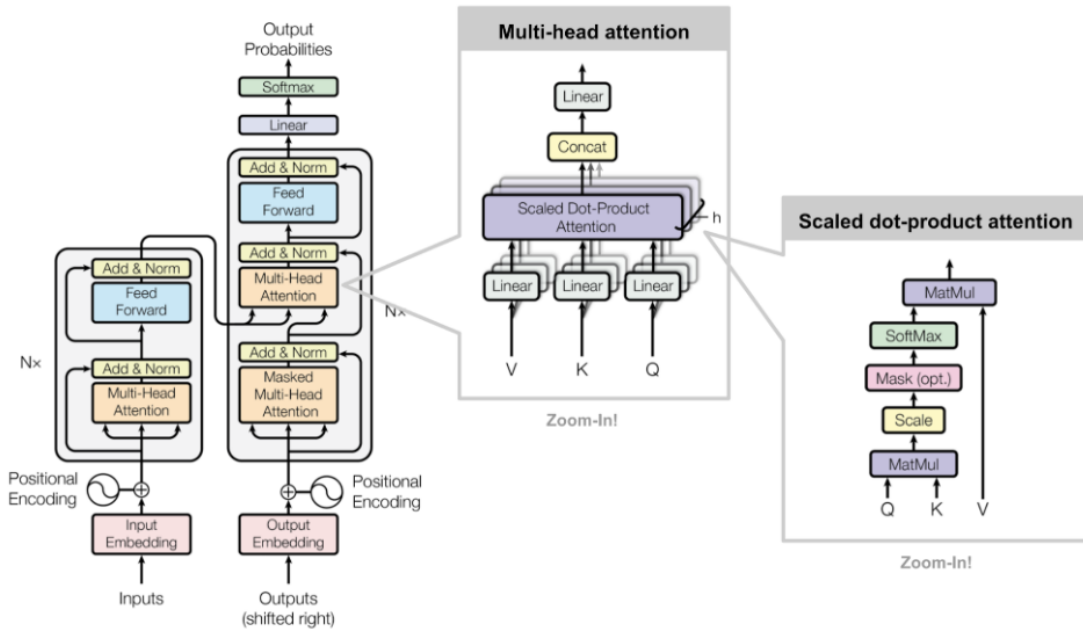 Output
Probabilities
Softmax
Linear
Add & Norm
Feed
Forward
Add & Norm
Multi-Head
Attention
Nx
Add & Norm
Masked
Multi-Head
Attention
Positional
Encoding
Output
Embedding
Outputs
(shifted right)
Add & Norm
Feed
Forward
Nx
Add & Norm
Multi-Head
Attention
Positional
Encoding
Input
Embedding
Inputs
Multi-head attention
Linear
Concat
Scaled Dot-Product
Attention
h
Linear Linear Linear
V K Q
Zoom-In!
Scaled dot-product attention
MatMul
SoftMax
Mask (opt.)
Scale
MatMul
Q K V
Zoom-In!